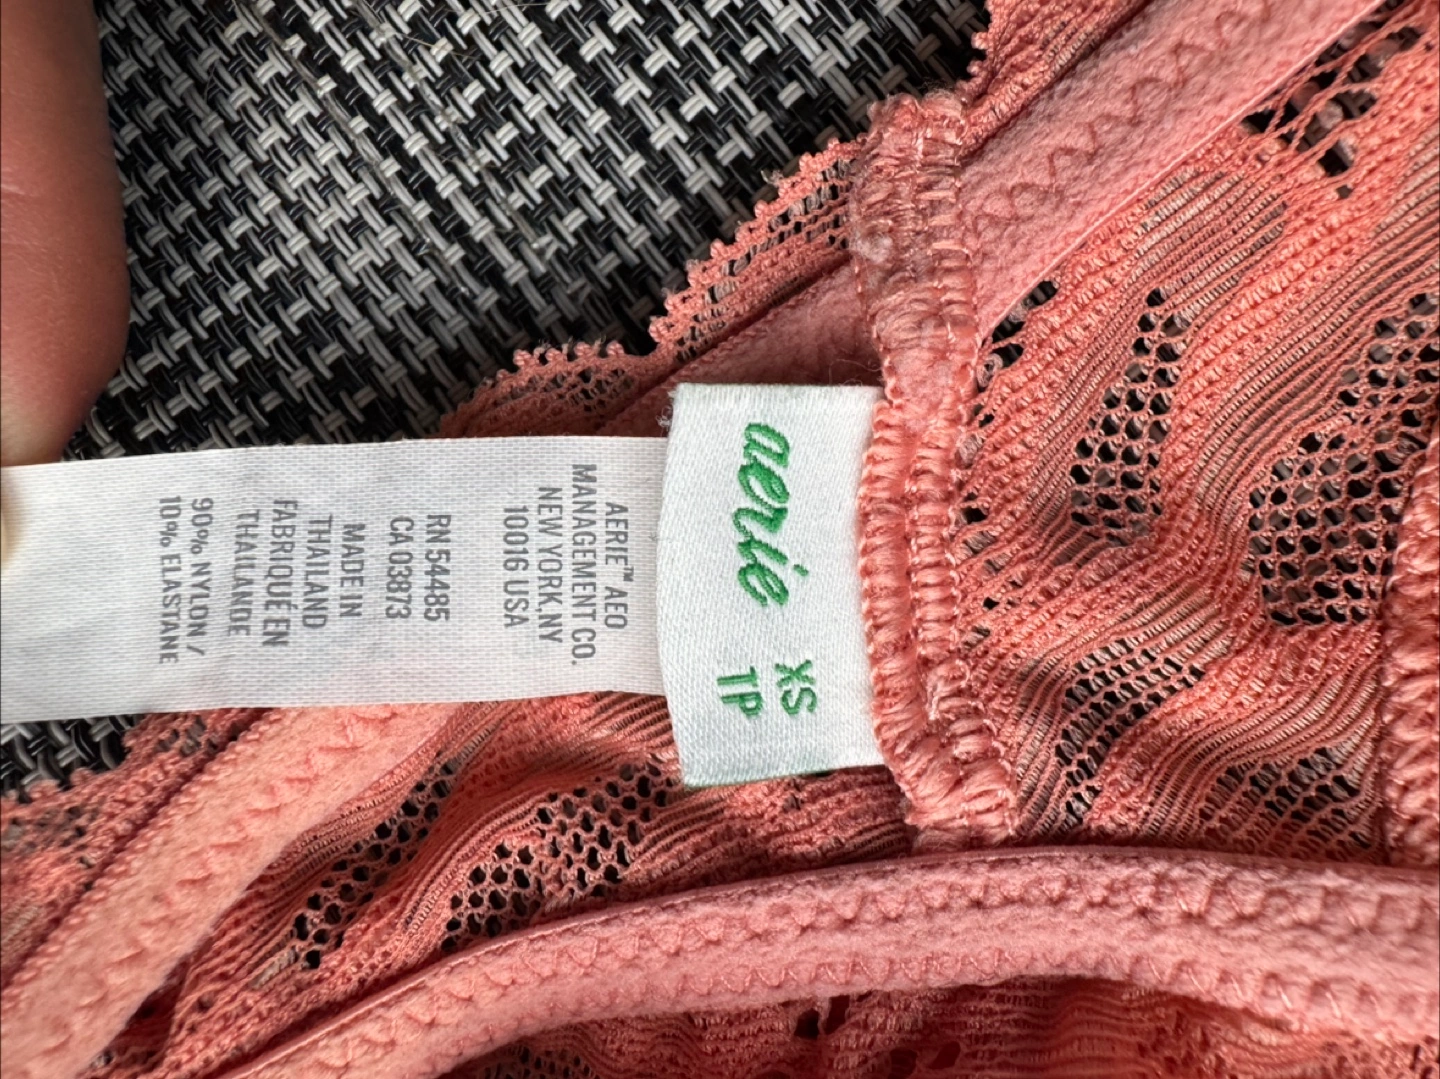 aerie
XS
TP
AERIE™ AEO
MANAGEMENT CO.
NEW YORK,NY
10016 USA
RN 54485
CA 03873
MADE IN
THAILAND
FABRIQUÉ EN
THAILANDE
90% NYLON /
10% ELASTANE